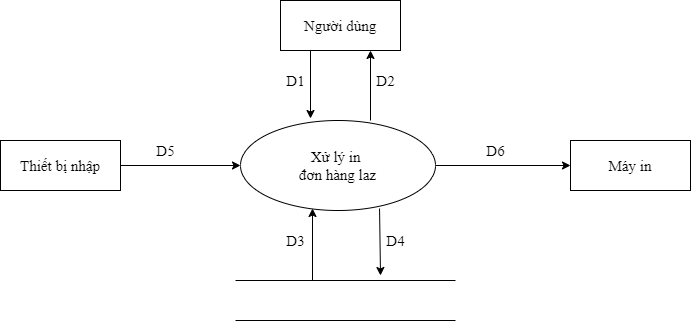 Người dùng
D1
D2
D5
D6
Thiết bị nhập
Xử lý in
đơn hàng laz
Máy in
D3
D4